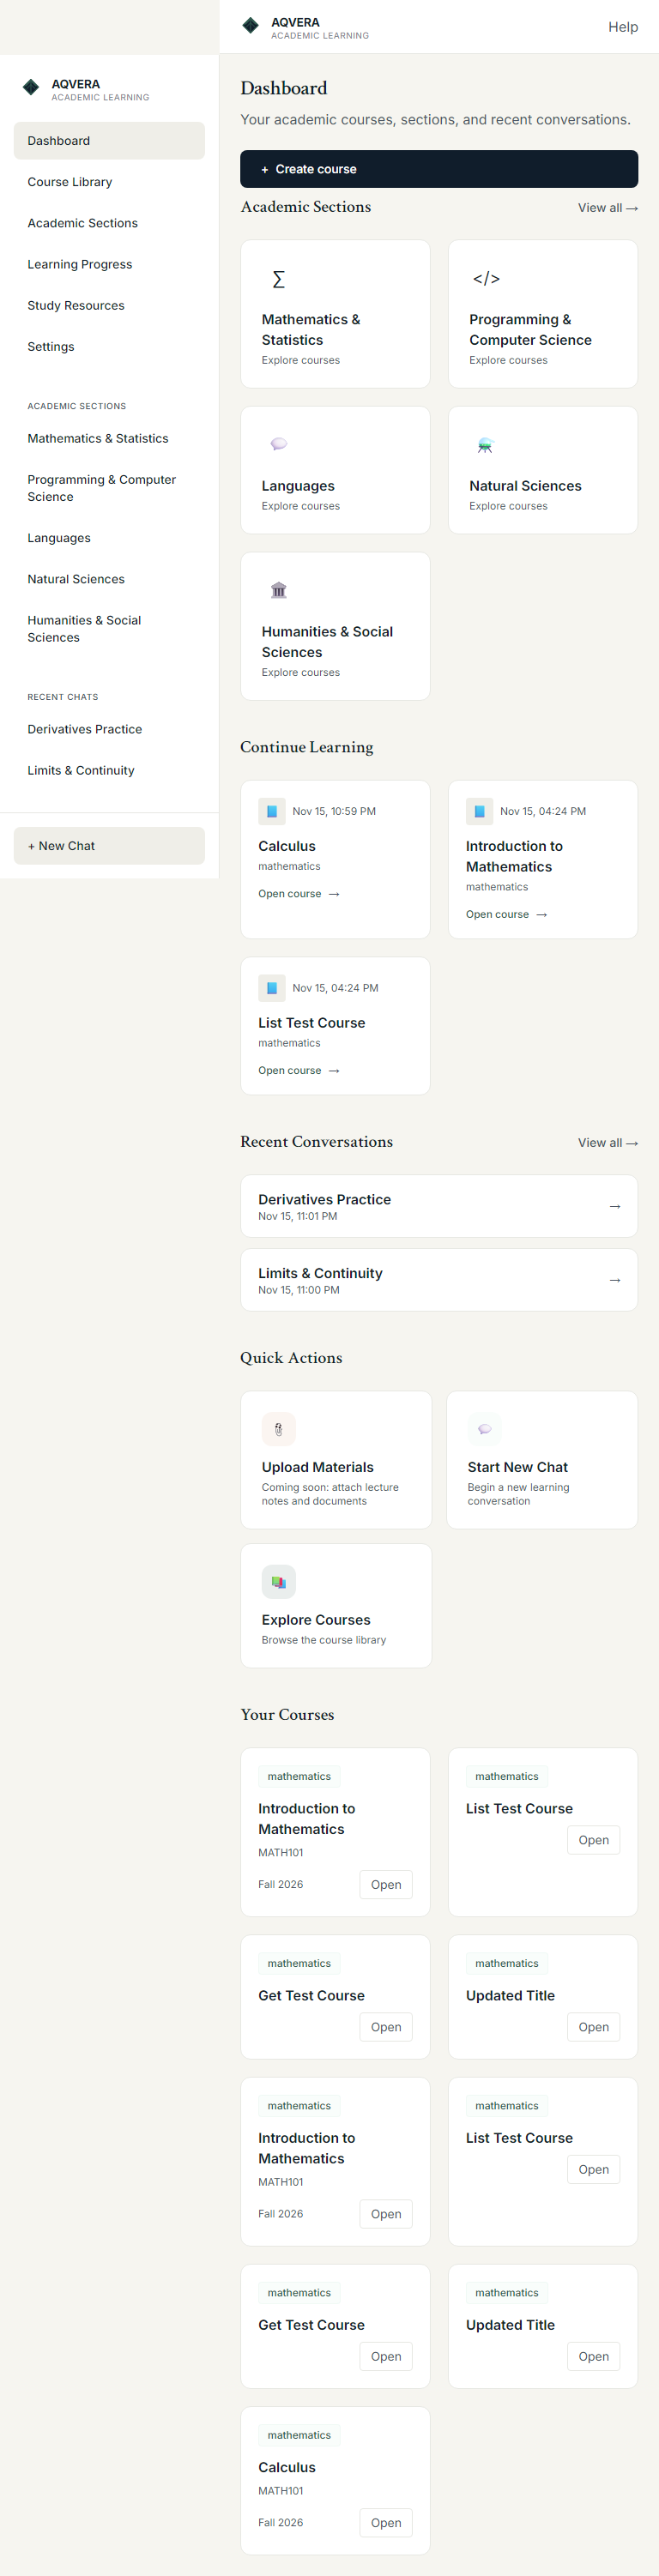 AQVERA
ACADEMIC LEARNING
Help
AQVERA
ACADEMIC LEARNING
Dashboard
Course Library
Academic Sections
Learning Progress
Study Resources
Settings
ACADEMIC SECTIONS
Mathematics & Statistics
Programming & Computer
Science
Languages
Natural Sciences
Humanities & Social
Sciences
RECENT CHATS
Derivatives Practice
Limits & Continuity
+ New Chat
Dashboard
Your academic courses, sections, and recent conversations.
+ Create course
Academic Sections
View all →
∑
Mathematics &
Statistics
Explore courses
</>
Programming &
Computer Science
Explore courses
Languages
Explore courses
Natural Sciences
Explore courses
Humanities & Social
Sciences
Explore courses
Continue Learning
Nov 15, 10:59 PM
Calculus
mathematics
Open course →
Nov 15, 04:24 PM
Introduction to
Mathematics
mathematics
Open course →
Nov 15, 04:24 PM
List Test Course
mathematics
Open course →
Recent Conversations
View all →
Derivatives Practice
Nov 15, 11:01 PM
→
Limits & Continuity
Nov 15, 11:00 PM
→
Quick Actions
Upload Materials
Coming soon: attach lecture
notes and documents
Start New Chat
Begin a new learning
conversation
Explore Courses
Browse the course library
Your Courses
mathematics
Introduction to
Mathematics
MATH101
Fall 2026
Open
mathematics
List Test Course
Open
mathematics
Get Test Course
Open
mathematics
Updated Title
Open
mathematics
Introduction to
Mathematics
MATH101
Fall 2026
Open
mathematics
List Test Course
Open
mathematics
Get Test Course
Open
mathematics
Updated Title
Open
mathematics
Calculus
MATH101
Fall 2026
Open